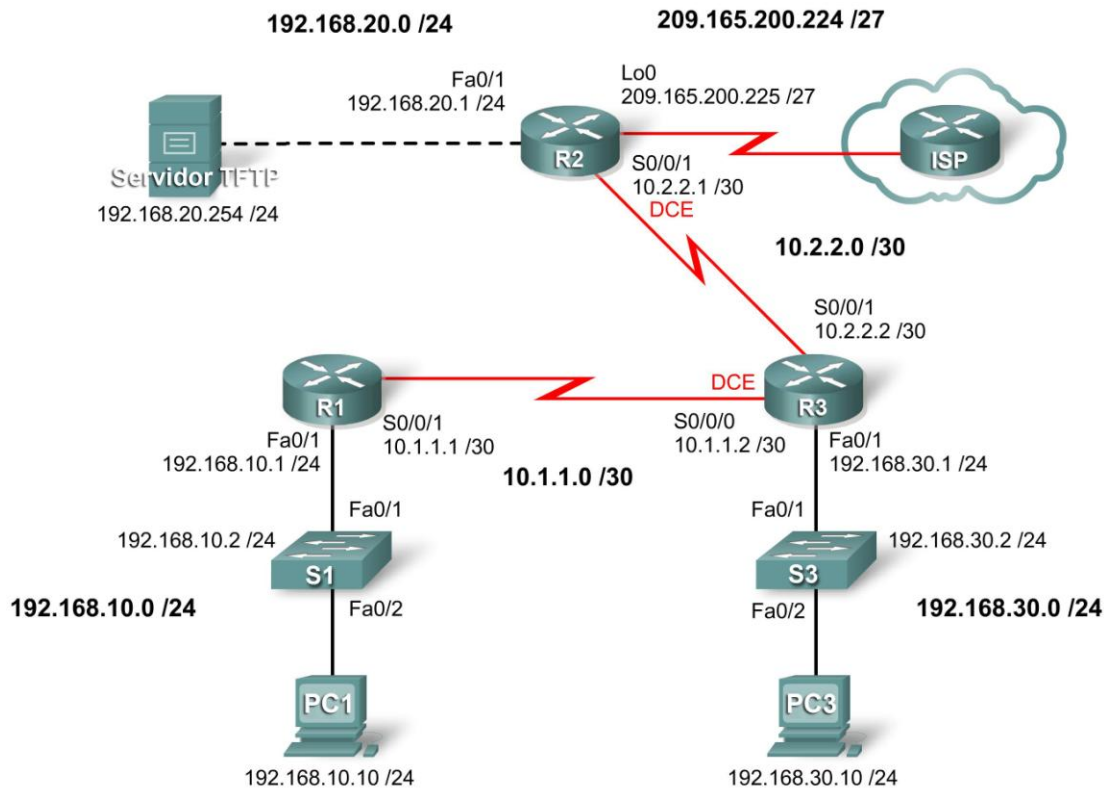 192.168.20.0 /24
209.165.200.224 /27
Fa0/1
192.168.20.1 /24
Lo0
209.165.200.225 /27
R2
ISP
Servidor TFTP
192.168.20.254 /24
S0/0/1
10.2.2.1 /30
DCE
10.2.2.0 /30
S0/0/1
10.2.2.2 /30
R1
DCE
R3
Fa0/1
192.168.10.1 /24
S0/0/1
10.1.1.1 /30
S0/0/0
10.1.1.2 /30
Fa0/1
192.168.30.1 /24
10.1.1.0 /30
Fa0/1
Fa0/1
192.168.10.2 /24
192.168.30.2 /24
S1
S3
192.168.10.0 /24
Fa0/2
Fa0/2
192.168.30.0 /24
PC1
PC3
192.168.10.10 /24
192.168.30.10 /24